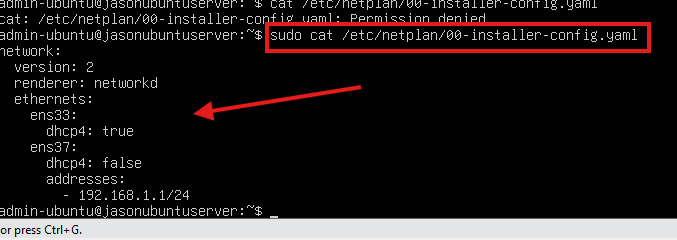 admin-ubuntu@jasonubuntuserver:~$ cat /etc/netplan/00-installer-config.yaml
cat: /etc/netplan/00-installer-config.yaml: Permission denied
admin-ubuntu@jasonubuntuserver:~$ sudo cat /etc/netplan/00-installer-config.yaml
network:
  version: 2
  renderer: networkd
  ethernets:
    ens33:
      dhcp4: true
    ens37:
      dhcp4: false
      addresses:
        - 192.168.1.1/24
admin-ubuntu@jasonubuntuserver:~$ _
or press Ctrl+G.